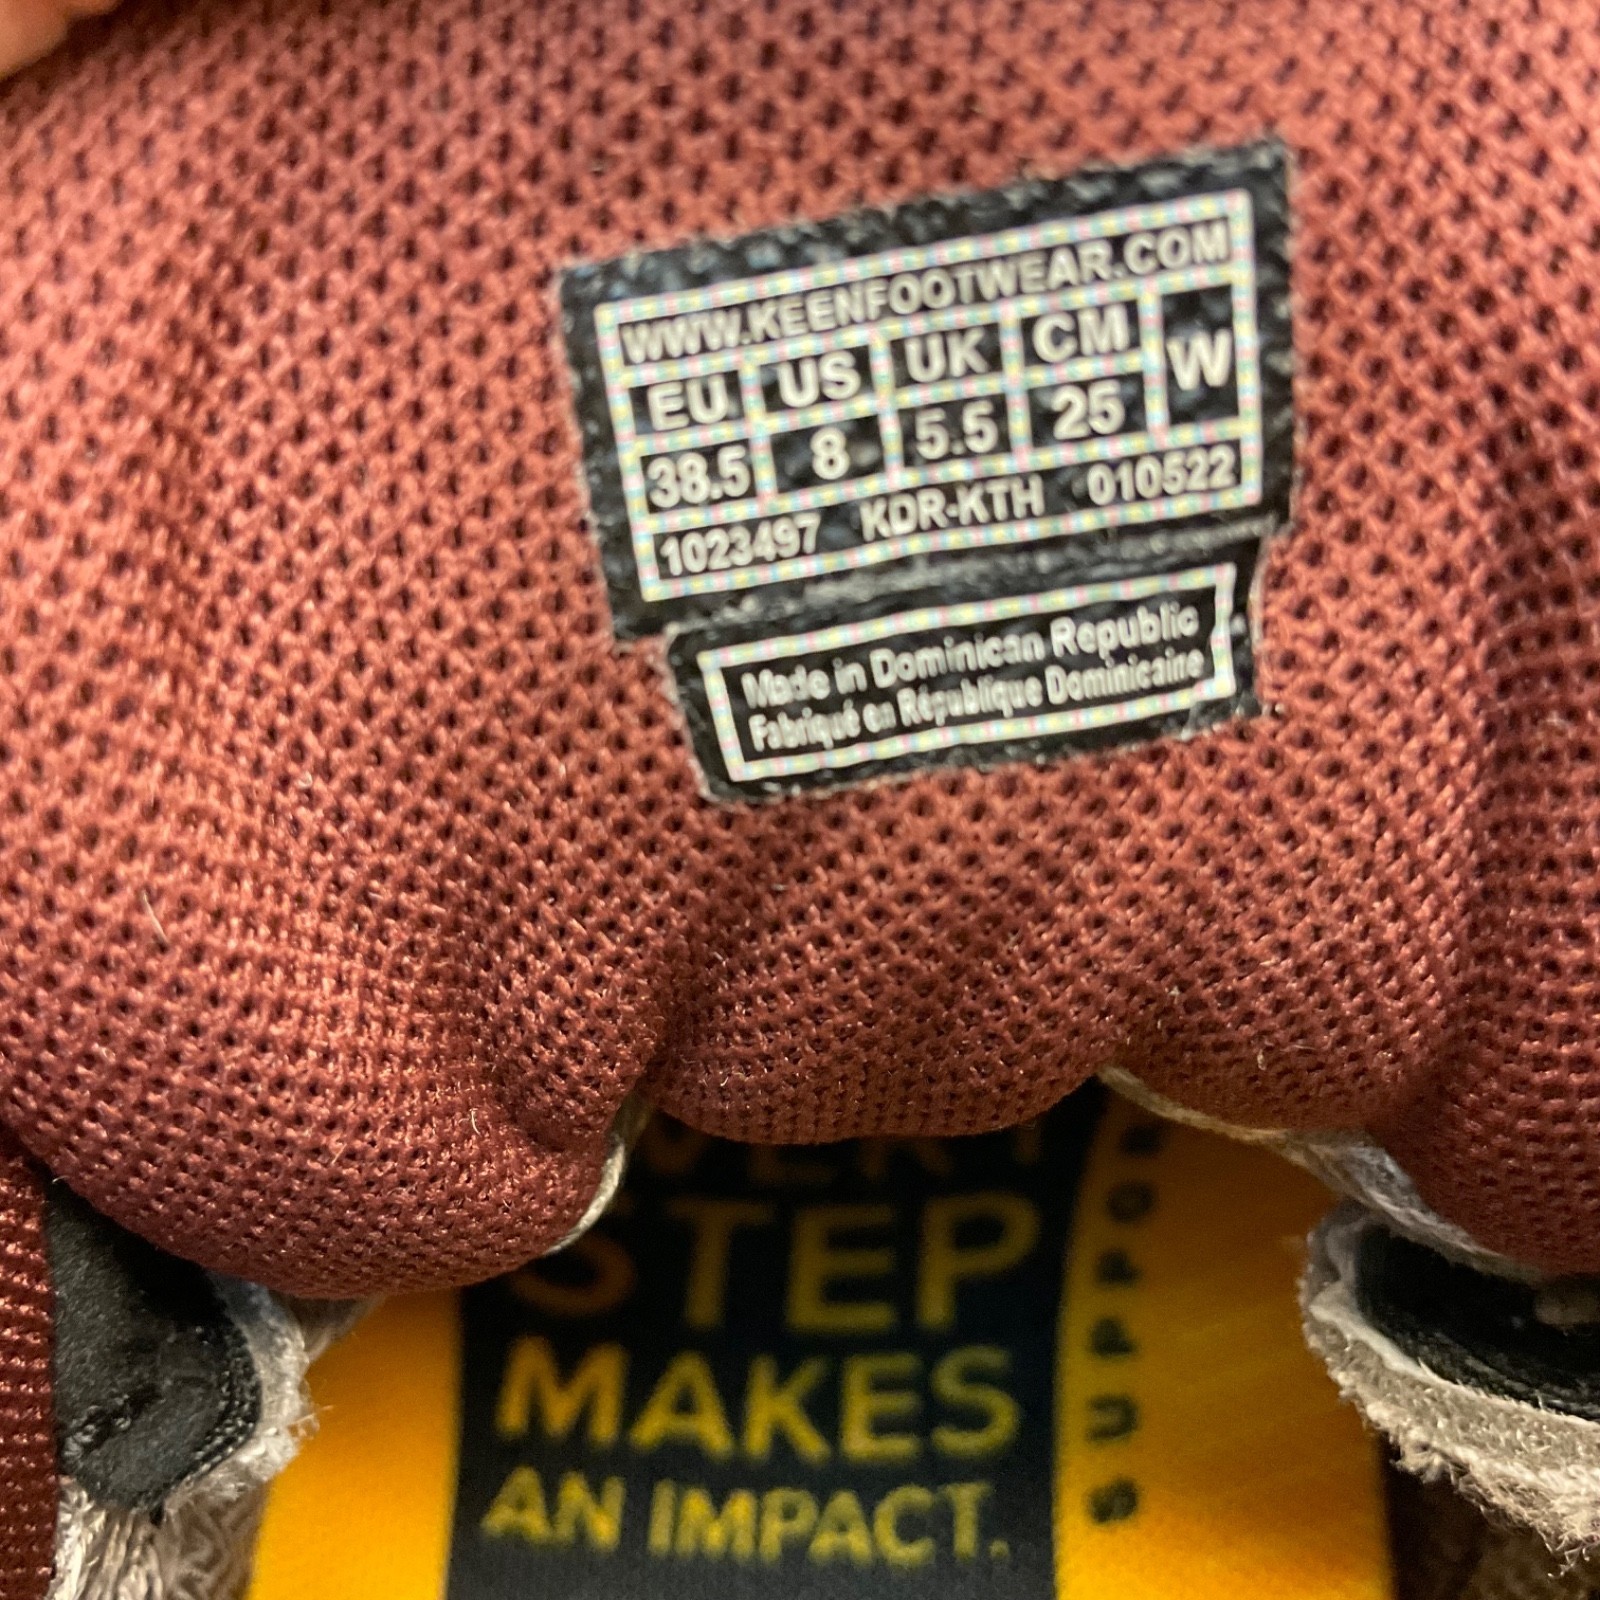 WWW.KEENFOOTWEAR.COM
EU US UK CM W
38.5 8 5.5 25
1023497 KDR-KTH 010522
Made in Dominican Republic
Fabriqué en République Dominicaine
STEP
MAKES
AN IMPACT.